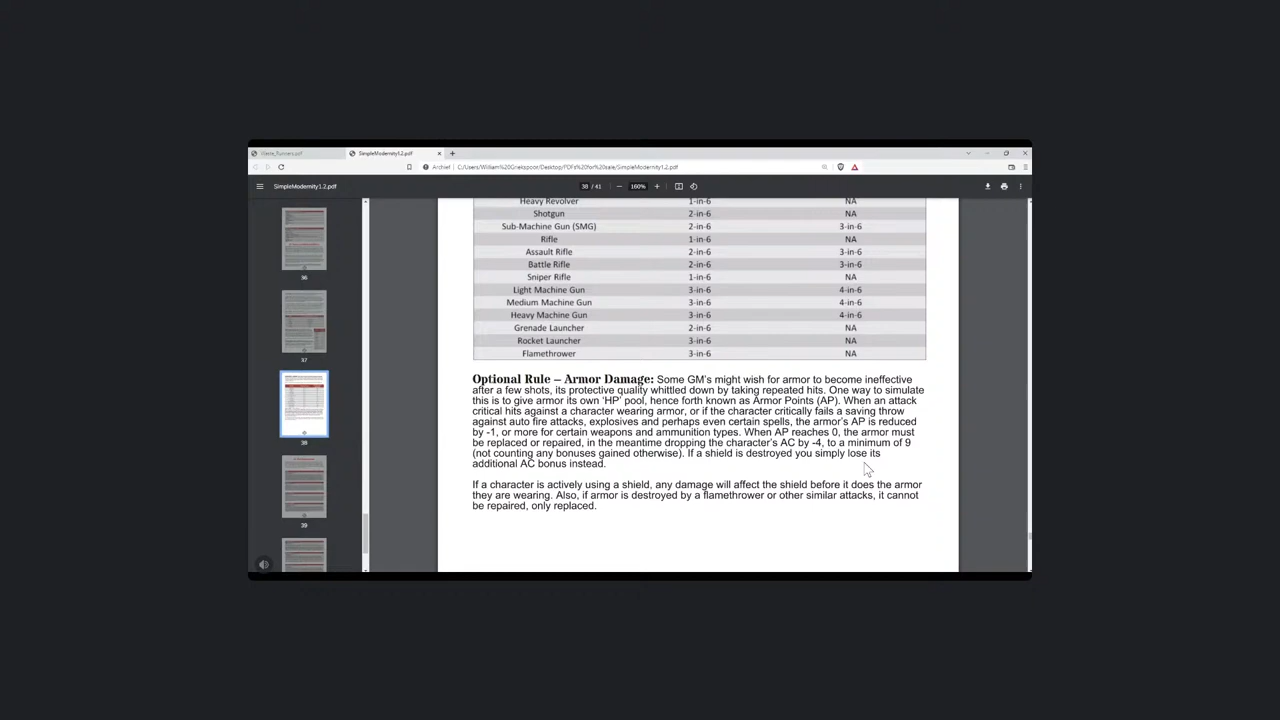 SimpleModernity1.2.pdf
SimpleModernity1.2.pdf
38 / 41
160%
36
37
38
39
Heavy Revolver 1-in-6 NA
Shotgun 2-in-6 NA
Sub-Machine Gun (SMG) 2-in-6 3-in-6
Rifle 1-in-6 NA
Assault Rifle 2-in-6 3-in-6
Battle Rifle 2-in-6 3-in-6
Sniper Rifle 1-in-6 NA
Light Machine Gun 3-in-6 4-in-6
Medium Machine Gun 3-in-6 4-in-6
Heavy Machine Gun 3-in-6 4-in-6
Grenade Launcher 2-in-6 NA
Rocket Launcher 3-in-6 NA
Flamethrower 3-in-6 NA
Optional Rule – Armor Damage: Some GM's might wish for armor to become ineffective
after a few shots, its protective quality whittled down by taking repeated hits. One way to simulate
this is to give armor its own 'HP' pool, hence forth known as Armor Points (AP). When an attack
critical hits against a character wearing armor, or if the character critically fails a saving throw
against auto fire attacks, explosives and perhaps even certain spells, the armor's AP is reduced
by -1, or more for certain weapons and ammunition types. When AP reaches 0, the armor must
be replaced or repaired, in the meantime dropping the character's AC by -4, to a minimum of 9
(not counting any bonuses gained otherwise). If a shield is destroyed you simply lose its
additional AC bonus instead.
If a character is actively using a shield, any damage will affect the shield before it does the armor
they are wearing. Also, if armor is destroyed by a flamethrower or other similar attacks, it cannot
be repaired, only replaced.